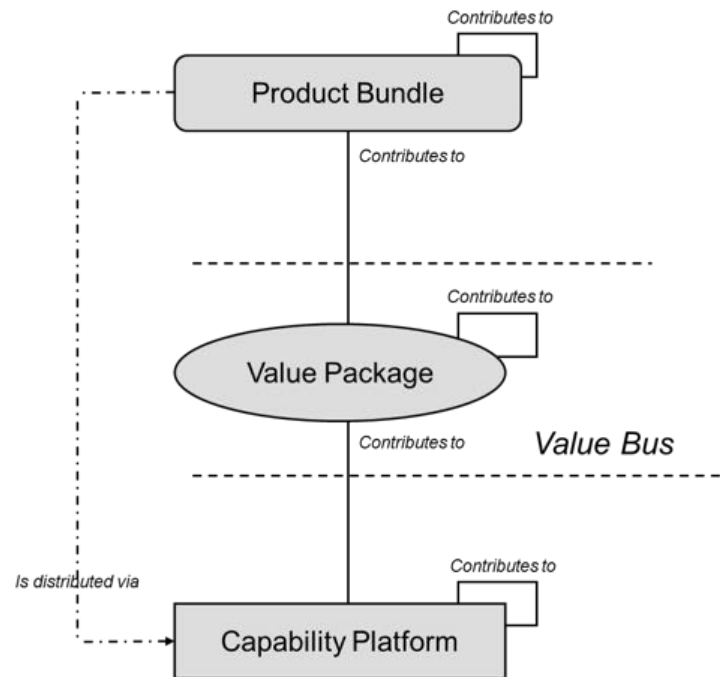 Contributes to
Product Bundle
Contributes to
Contributes to
Value Package
Contributes to
Value Bus
Is distributed via
Contributes to
Capability Platform